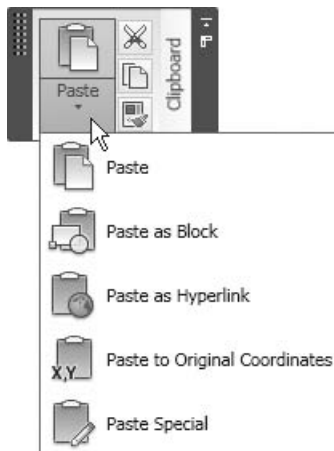 Paste
Clipboard
Paste
Paste as Block
Paste as Hyperlink
X,Y
Paste to Original Coordinates
Paste Special